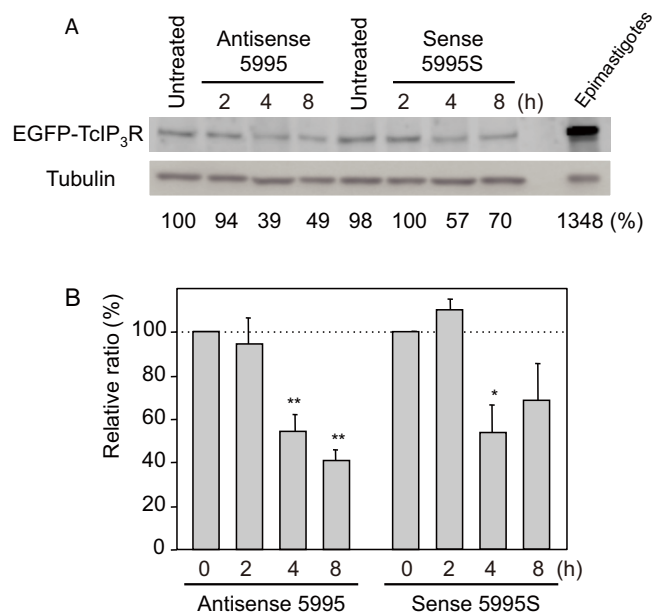 A
Untreated
Antisense
5995
Untreated
Sense
5995S
Epimastigotes
2 4 8 2 4 8 (h)
EGFP-TcIP₃R
Tubulin
100 94 39 49 98 100 57 70 1348 (%)
B
Relative ratio (%)
100
80
60
40
20
0
**
**
*
0 2 4 8 0 2 4 8 (h)
Antisense 5995 Sense 5995S